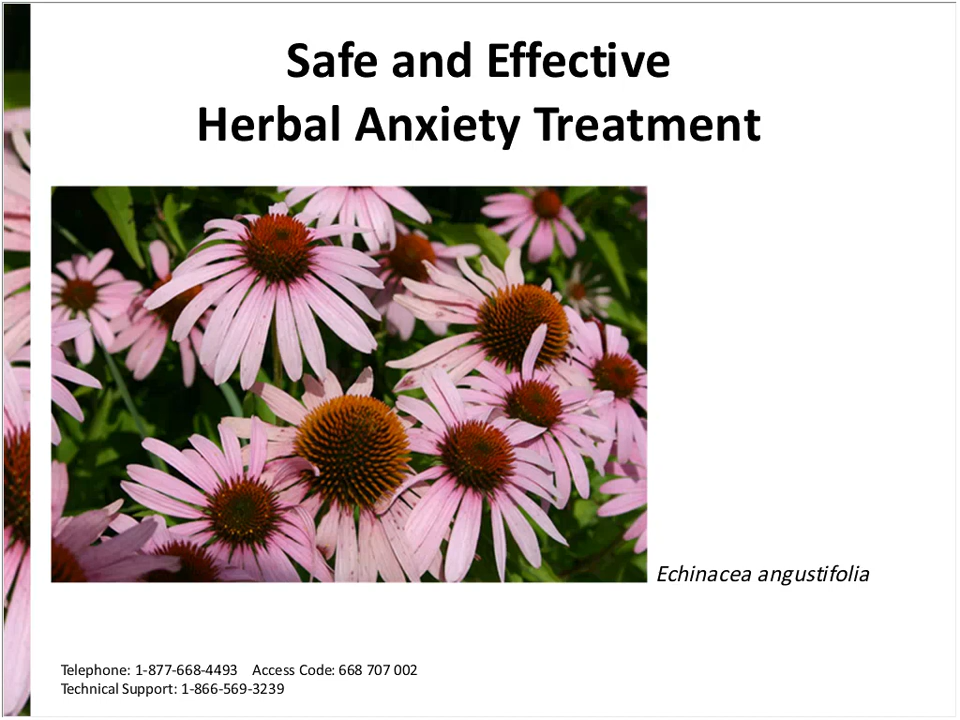 Safe and Effective
Herbal Anxiety Treatment
Echinacea angustifolia
Telephone: 1-877-668-4493 Access Code: 668 707 002
Technical Support: 1-866-569-3239